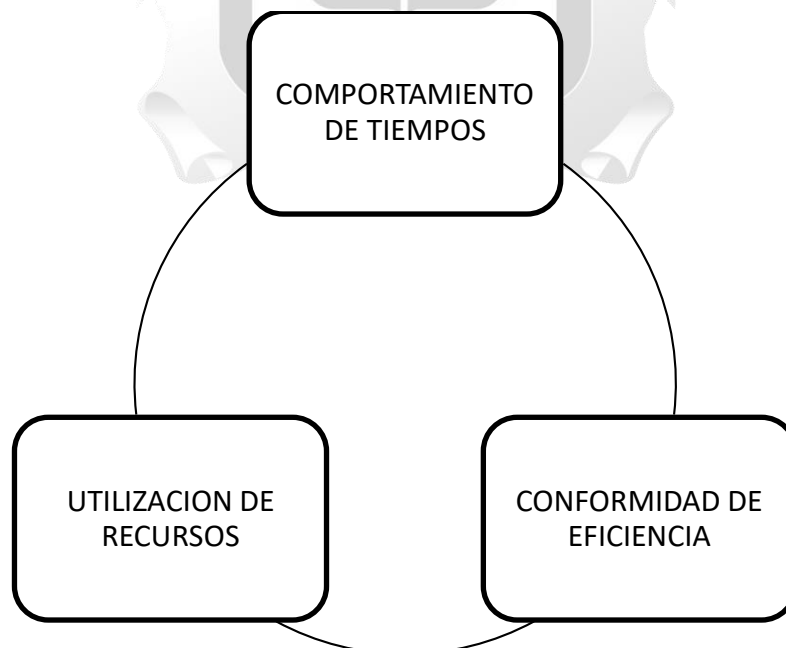 COMPORTAMIENTO
DE TIEMPOS
UTILIZACION DE
RECURSOS
CONFORMIDAD DE
EFICIENCIA